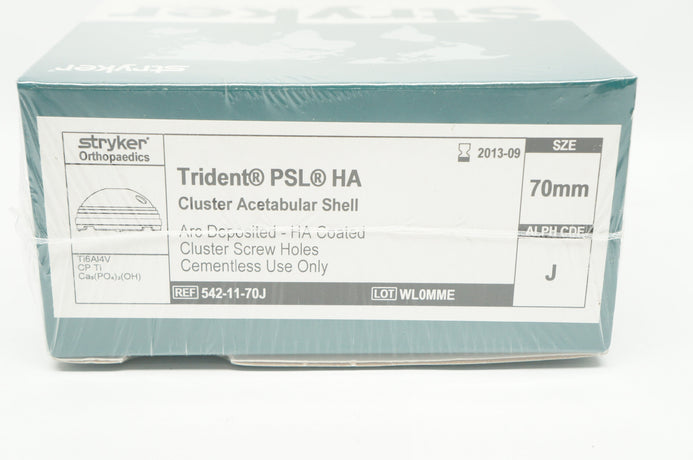 stryker
stryker
stryker®
Orthopaedics
Trident® PSL® HA
Cluster Acetabular Shell
Arc Deposited - HA Coated
Cluster Screw Holes
Cementless Use Only
2013-09
SZE
70mm
ALPH CDE
J
Ti6Al4V
CP Ti
Ca₅(PO₄)₃(OH)
REF 542-11-70J
LOT WL0MME